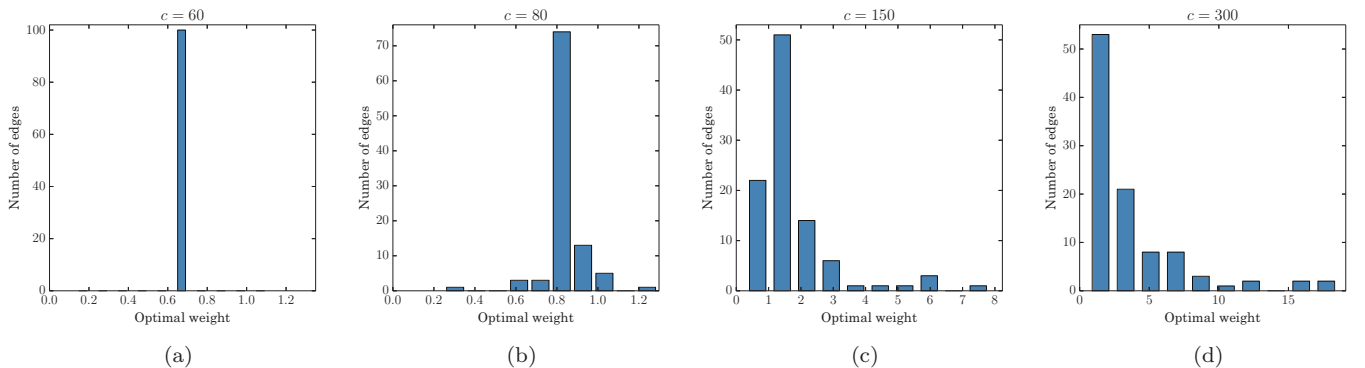 c = 60
c = 80
c = 150
c = 300
100
80
60
40
20
0
Number of edges
0.0 0.2 0.4 0.6 0.8 1.0 1.2
Optimal weight
(a)
70
60
50
40
30
20
10
0
Number of edges
0.0 0.2 0.4 0.6 0.8 1.0 1.2
Optimal weight
(b)
50
40
30
20
10
0
Number of edges
0 1 2 3 4 5 6 7 8
Optimal weight
(c)
50
40
30
20
10
0
Number of edges
0 5 10 15
Optimal weight
(d)